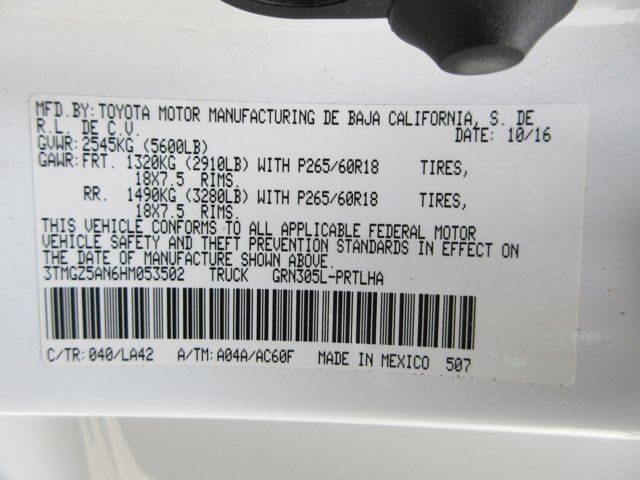 MFD.BY:TOYOTA MOTOR MANUFACTURING DE BAJA CALIFORNIA, S. DE
R.L. DE C.V. DATE: 10/16
GVWR:2545KG (5600LB)
GAWR:FRT. 1320KG (2910LB) WITH P265/60R18 TIRES,
18X7.5 RIMS.
RR. 1490KG (3280LB) WITH P265/60R18 TIRES,
18X7.5 RIMS.
THIS VEHICLE CONFORMS TO ALL APPLICABLE FEDERAL MOTOR
VEHICLE SAFETY AND THEFT PREVENTION STANDARDS IN EFFECT ON
THE DATE OF MANUFACTURE SHOWN ABOVE.
3TMGZ5AN6HM053502 TRUCK GRN305L-PRTLHA
C/TR:040/LA42 A/TM:A04A/AC60F MADE IN MEXICO 507